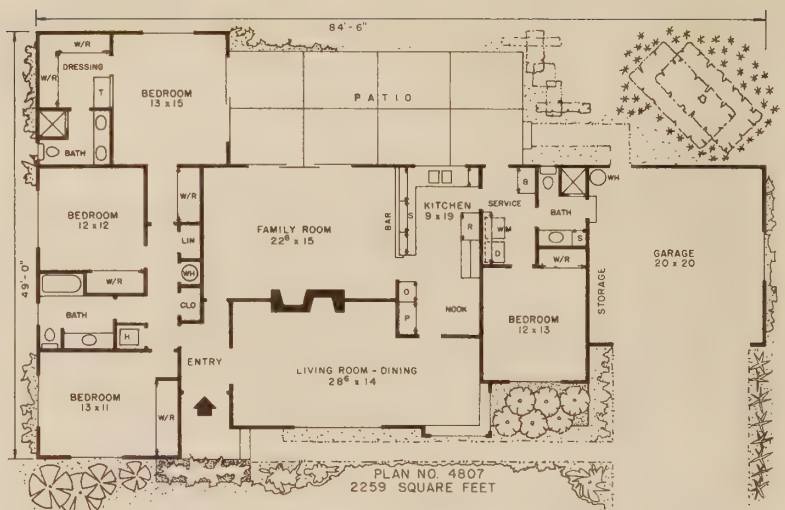 84'-6"
49'-0"
W/R
W/R
DRESSING
T
BEDROOM
13 x 15
PATIO
BATH
BEDROOM
12 x 12
W/R
LIN
WH
CLO
W/R
BATH
H
BEDROOM
13 x 11
W/R
ENTRY
FAMILY ROOM
22⁶ x 15
BAR
S
KITCHEN
9 x 19
R
O
P
NOOK
LIVING ROOM - DINING
28⁶ x 14
SERVICE
B
WM
D
BATH
S
WH
W/R
BEDROOM
12 x 13
STORAGE
GARAGE
20 x 20
PLAN NO. 4807
2259 SQUARE FEET